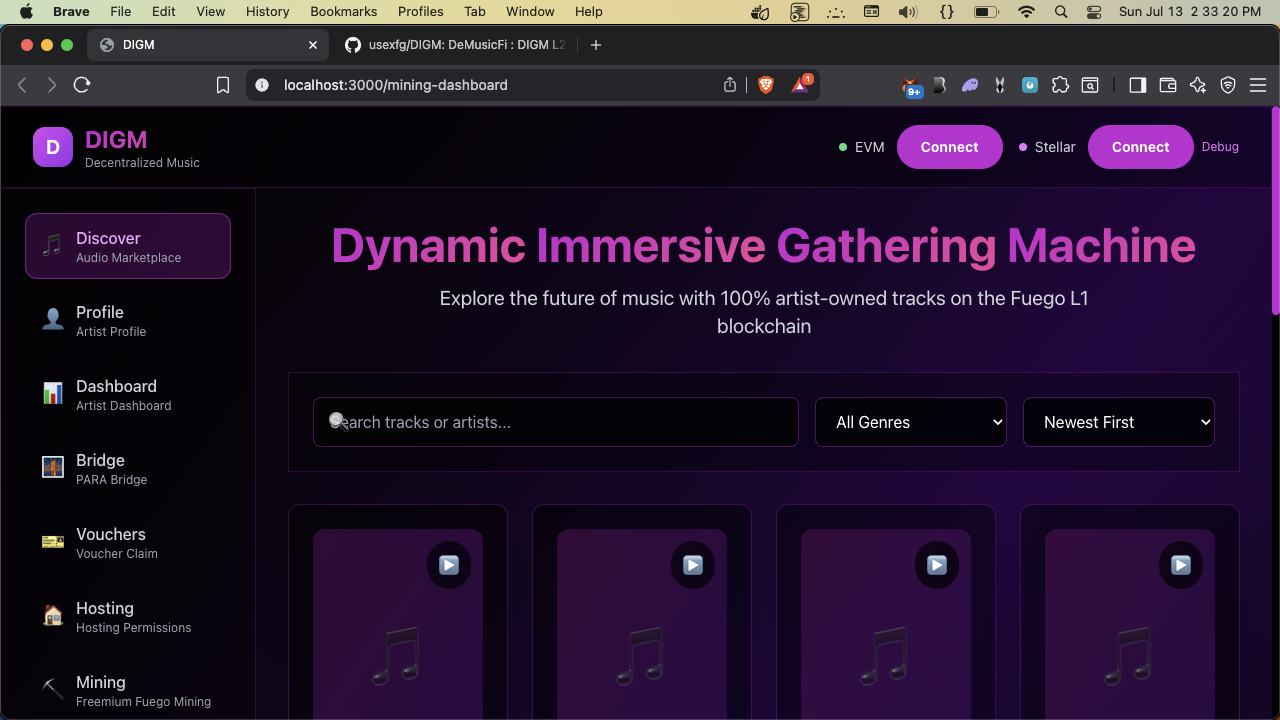 Brave File Edit View History Bookmarks Profiles Tab Window Help Sun Jul 13 2 33 20 PM
DIGM
usexfg/DIGM: DeMusicFi : DIGM L2
localhost:3000/mining-dashboard
1
9+
D
DIGM
Decentralized Music
EVM Connect Stellar Connect Debug
Discover
Audio Marketplace
Profile
Artist Profile
Dashboard
Artist Dashboard
Bridge
PARA Bridge
Vouchers
Voucher Claim
Hosting
Hosting Permissions
Mining
Freemium Fuego Mining
Dynamic Immersive Gathering Machine
Explore the future of music with 100% artist-owned tracks on the Fuego L1
blockchain
Search tracks or artists...
All Genres
Newest First